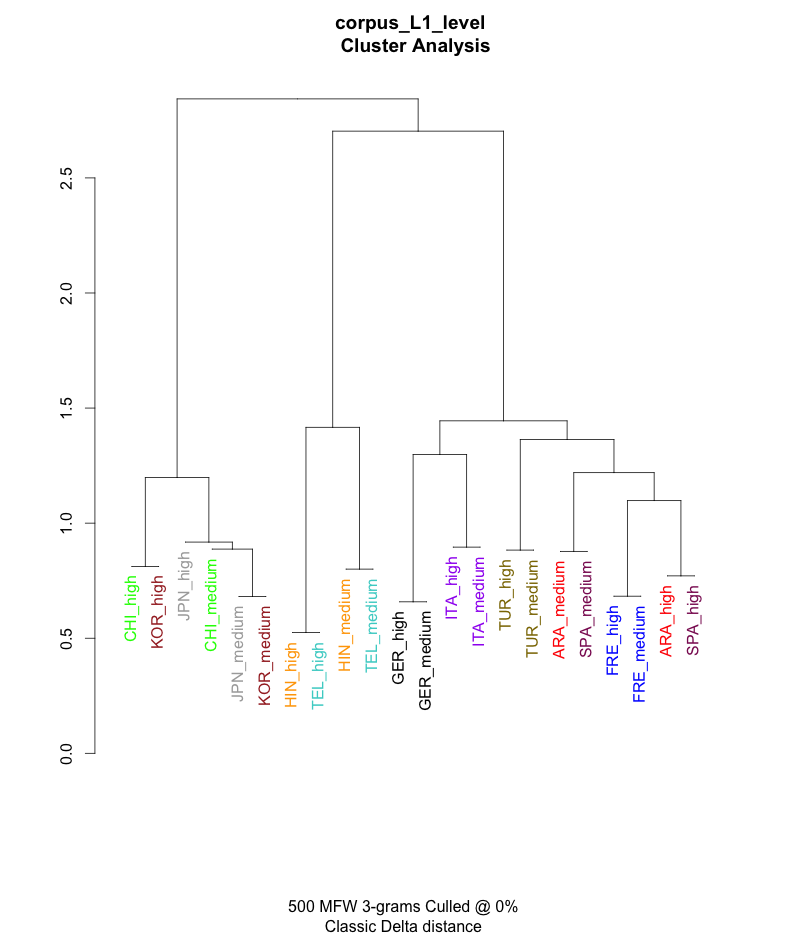 corpus_L1_level
Cluster Analysis
2.5
2.0
1.5
1.0
0.5
0.0
CHI_high
KOR_high
JPN_high
CHI_medium
JPN_medium
KOR_medium
HIN_high
TEL_high
HIN_medium
TEL_medium
GER_high
GER_medium
ITA_high
ITA_medium
TUR_high
TUR_medium
ARA_medium
SPA_medium
FRE_high
FRE_medium
ARA_high
SPA_high
500 MFW 3-grams Culled @ 0%
Classic Delta distance